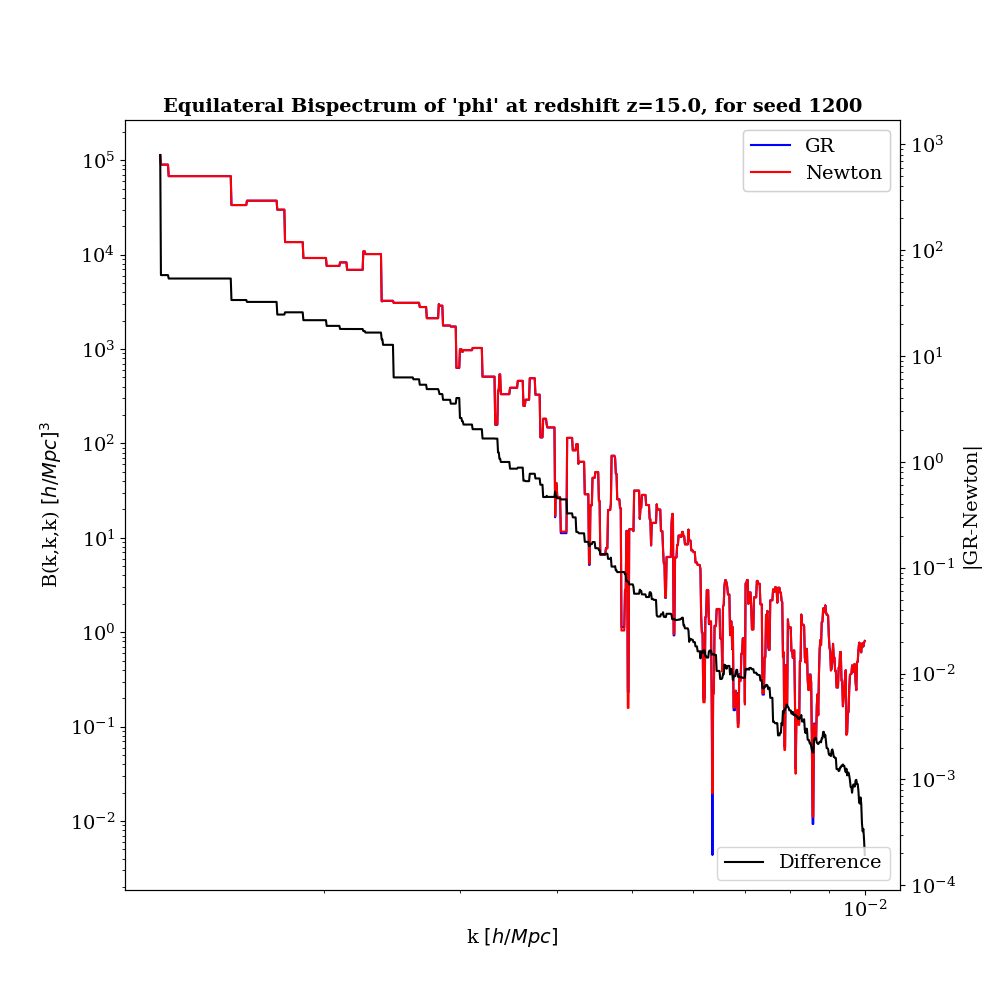 Equilateral Bispectrum of 'phi' at redshift z=15.0, for seed 1200
GR
Newton
10^5
10^4
10^3
10^2
10^1
10^0
10^-1
10^-2
B(k,k,k) [h/Mpc]^3
10^3
10^2
10^1
10^0
10^-1
10^-2
10^-3
10^-4
|GR-Newton|
Difference
10^-2
k [h/Mpc]